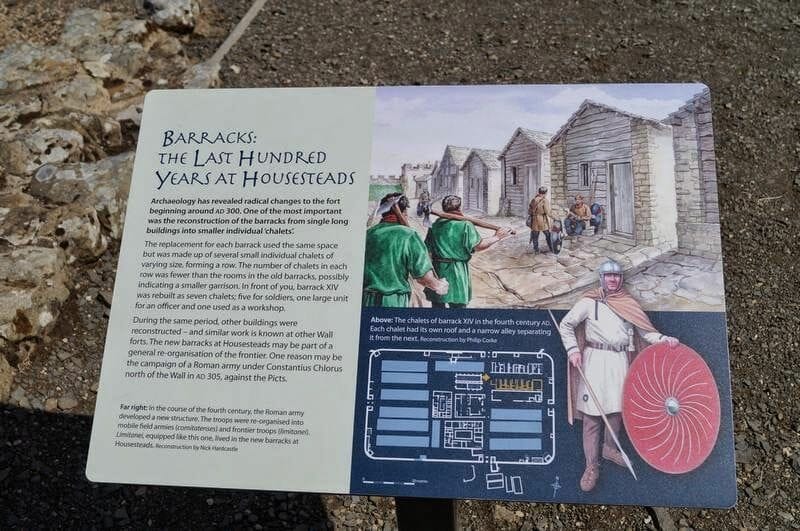 BARRACKS:
THE LAST HUNDRED
YEARS AT HOUSESTEADS
Archaeology has revealed radical changes to the fort
beginning around AD 300. One of the most important
was the reconstruction of the barracks from single long
buildings into smaller individual 'chalets'.
The replacement for each barrack used the same space
but was made up of several small individual chalets of
varying size, forming a row. The number of chalets in each
row was fewer than the rooms in the old barracks, possibly
indicating a smaller garrison. In front of you, barrack XIV
was rebuilt as seven chalets; five for soldiers, one large unit
for an officer and one used as a workshop.
During the same period, other buildings were
reconstructed – and similar work is known at other Wall
forts. The new barracks at Housesteads may be part of a
general re-organisation of the frontier. One reason may be
the campaign of a Roman army under Constantius Chlorus
north of the Wall in AD 305, against the Picts.
Far right: In the course of the fourth century, the Roman army
developed a new structure. The troops were re-organised into
mobile field armies (comitatenses) and frontier troops (limitanei).
Limitanei, equipped like this one, lived in the new barracks at
Housesteads. Reconstruction by Nick Hardcastle
Above: The chalets of barrack XIV in the fourth century AD.
Each chalet had its own roof and a narrow alley separating
it from the next. Reconstruction by Philip Corke